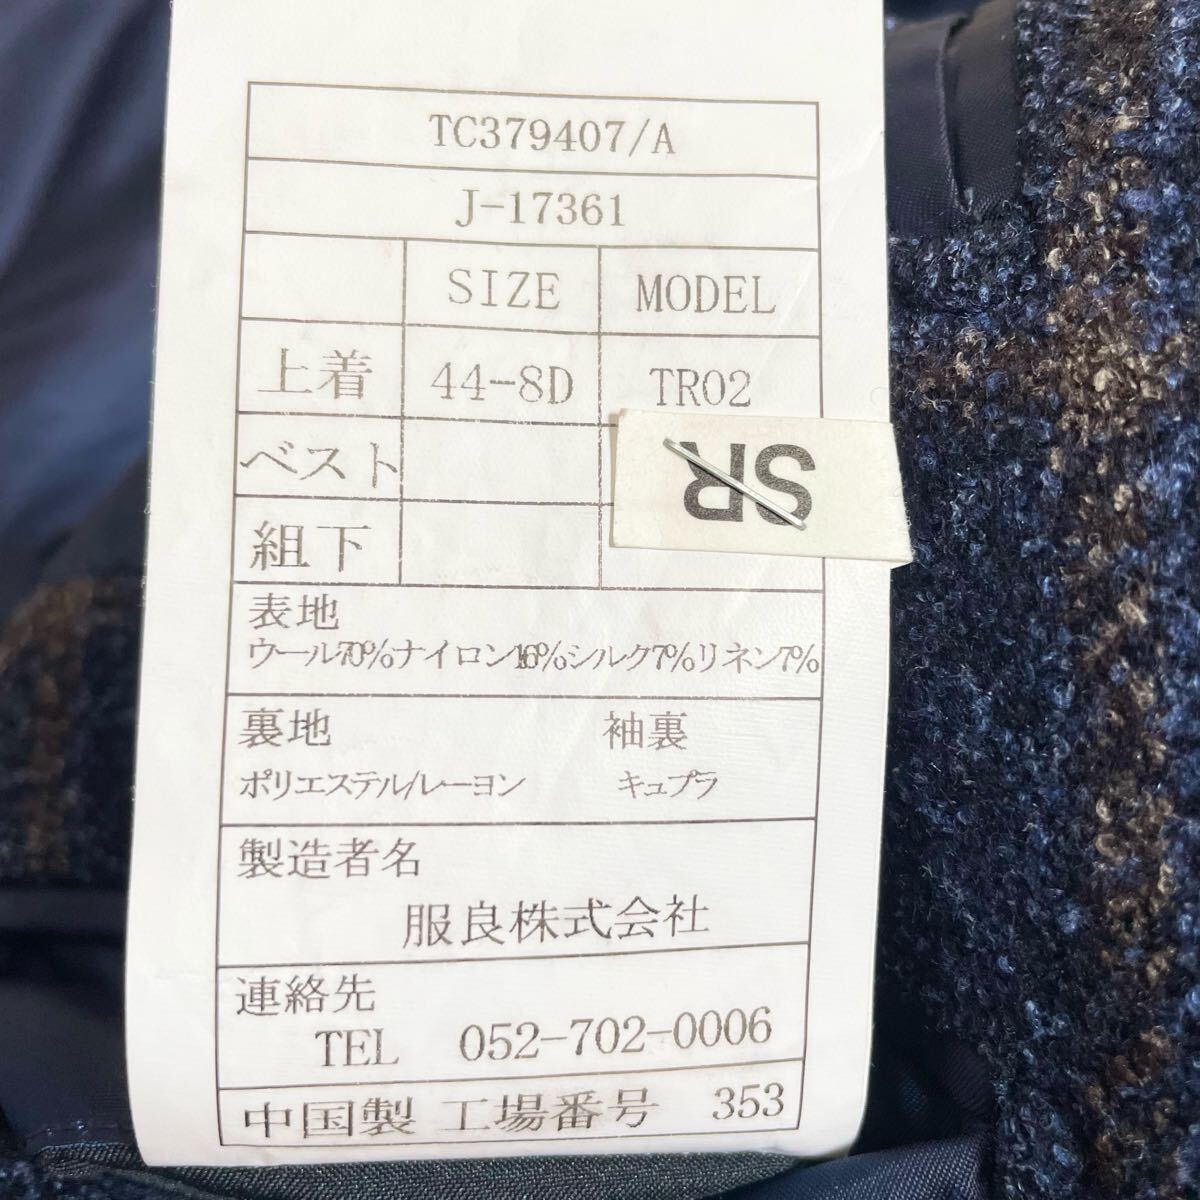 TC379407/A
J-17361
SIZE MODEL
上着 44-8D TR02
ベスト
SR
組下
表地
ウール70%ナイロン16%シルク7%リネン7%
裏地 袖裏
ポリエステル/レーヨン キュプラ
製造者名
服良株式会社
連絡先
TEL 052-702-0006
中国製 工場番号 353